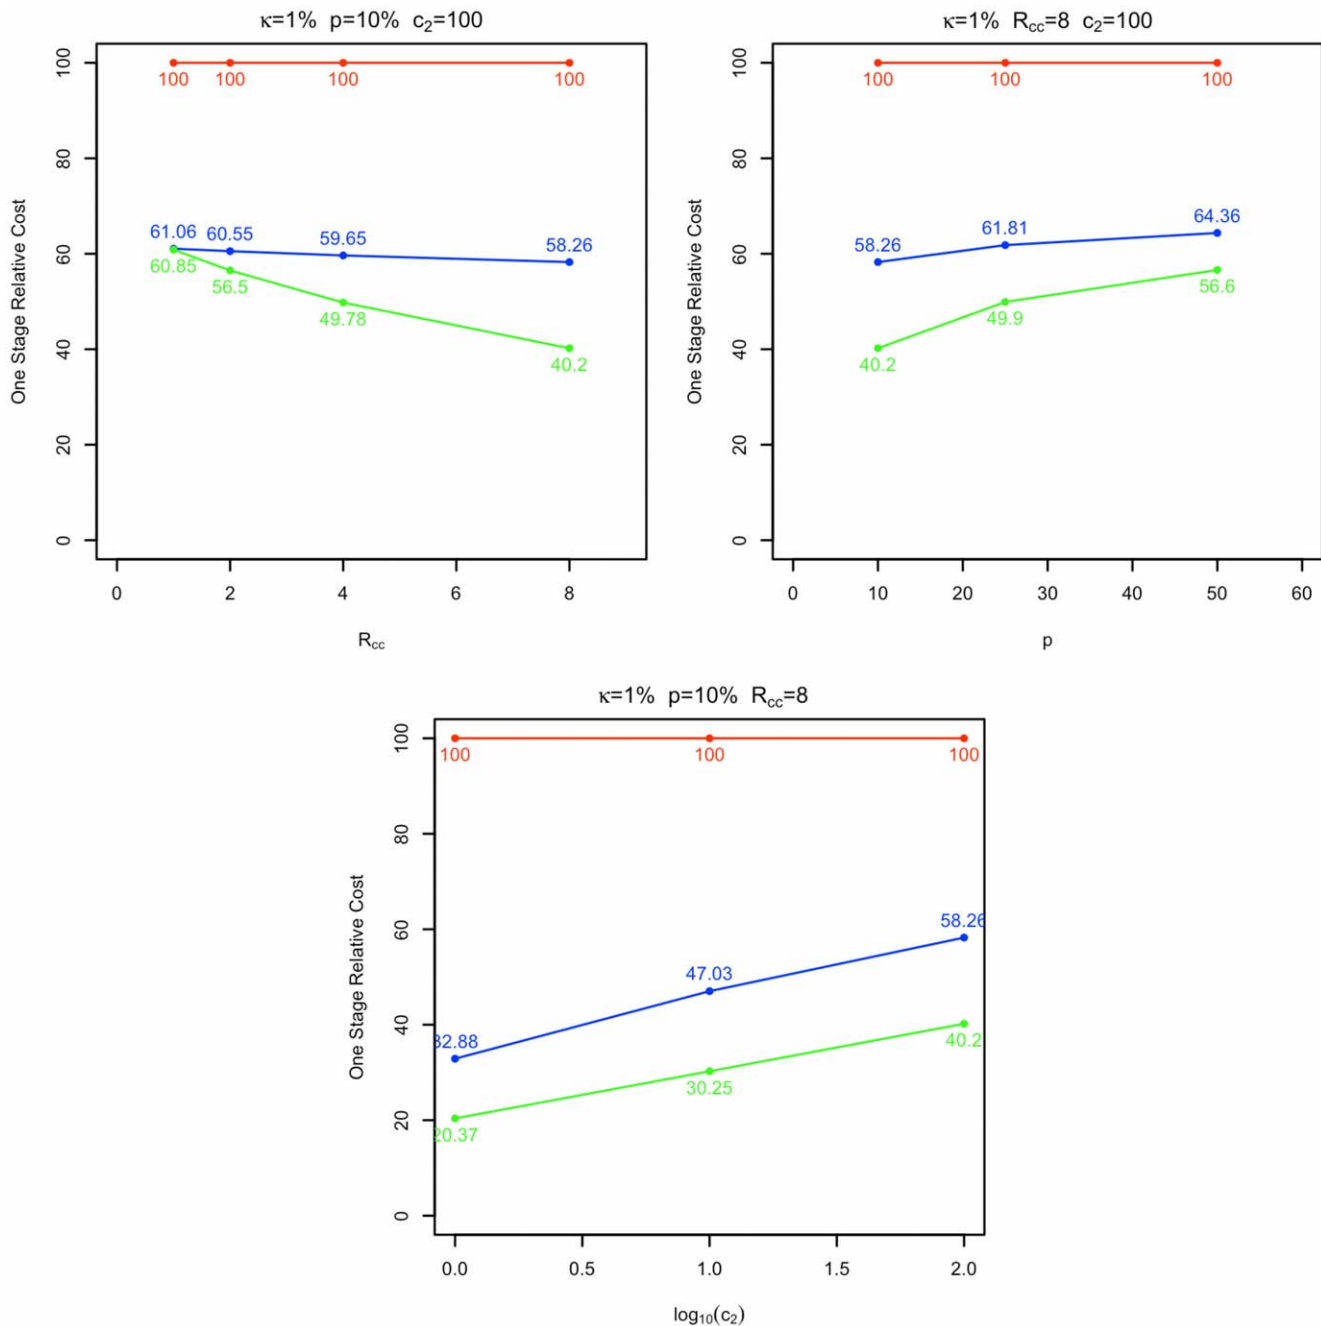 κ=1% p=10% c₂=100
100
80
60
40
20
0
One Stage Relative Cost
100 100 100 100
61.06 60.55 59.65 58.26
60.85 56.5 49.78 40.2
0 2 4 6 8
Rcc
κ=1% Rcc=8 c₂=100
100
80
60
40
20
0
One Stage Relative Cost
100 100 100
58.26 61.81 64.36
40.2 49.9 56.6
0 10 20 30 40 50 60
p
κ=1% p=10% Rcc=8
100
80
60
40
20
0
One Stage Relative Cost
100 100 100
32.88 47.03 58.26
20.37 30.25 40.2
0.0 0.5 1.0 1.5 2.0
log₁₀(c₂)